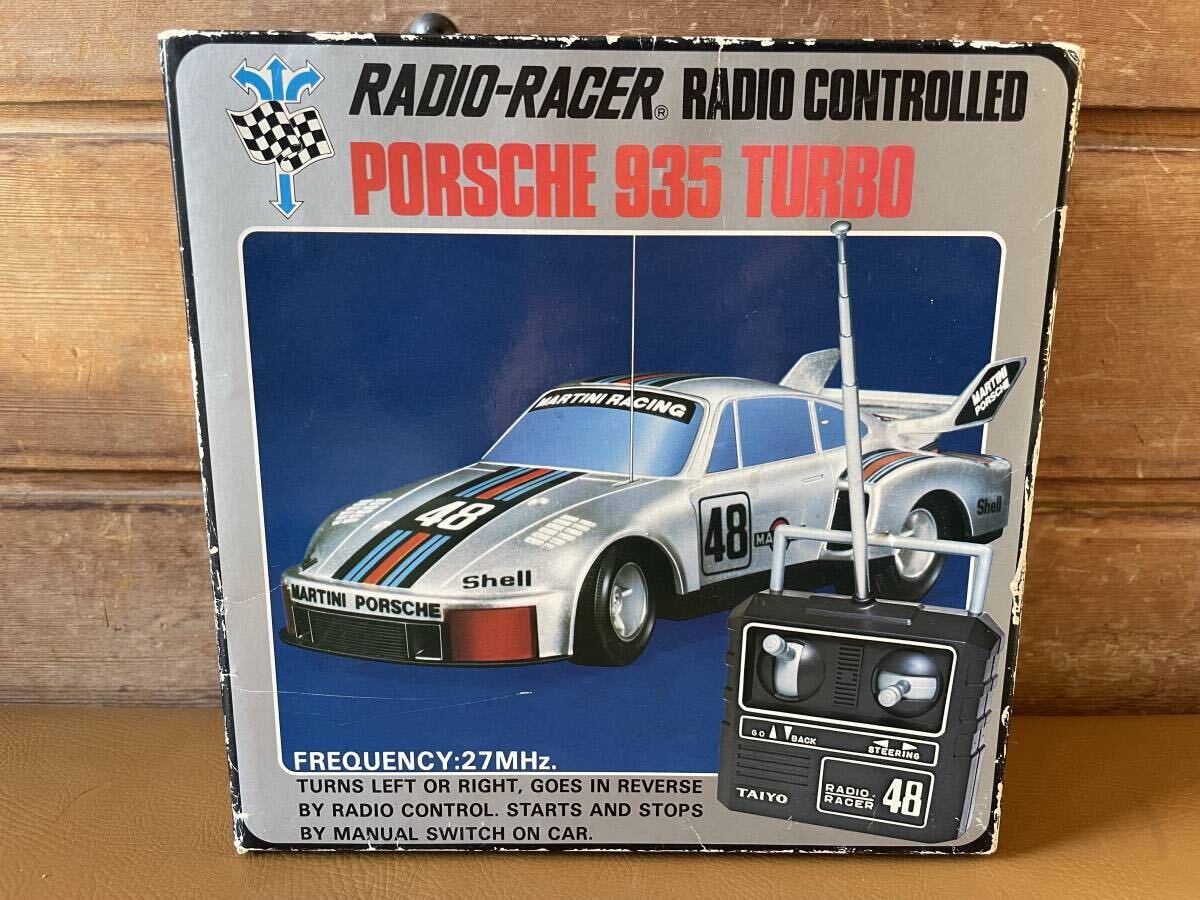 RADIO-RACER® RADIO CONTROLLED
PORSCHE 935 TURBO
MARTINI RACING
MARTINI
PORSCHE
48
48
MA
Shell
Shell
MARTINI PORSCHE
GO BACK
STEERING
TAIYO
RADIO
RACER
48
FREQUENCY:27MHz.
TURNS LEFT OR RIGHT, GOES IN REVERSE
BY RADIO CONTROL. STARTS AND STOPS
BY MANUAL SWITCH ON CAR.